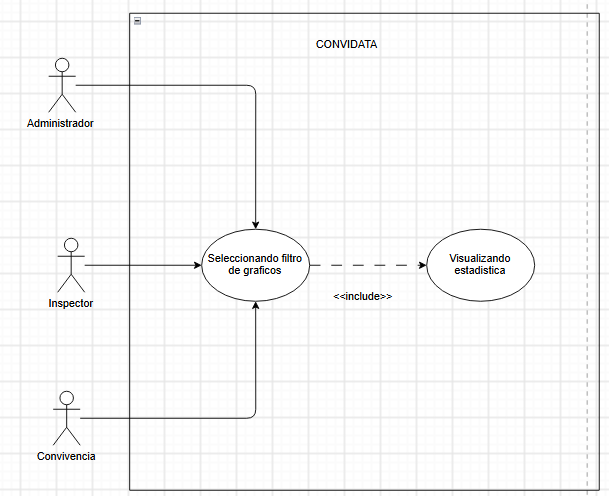 CONVIDATA
Administrador
Seleccionando filtro
de graficos
Visualizando
estadistica
<<include>>
Inspector
Convivencia